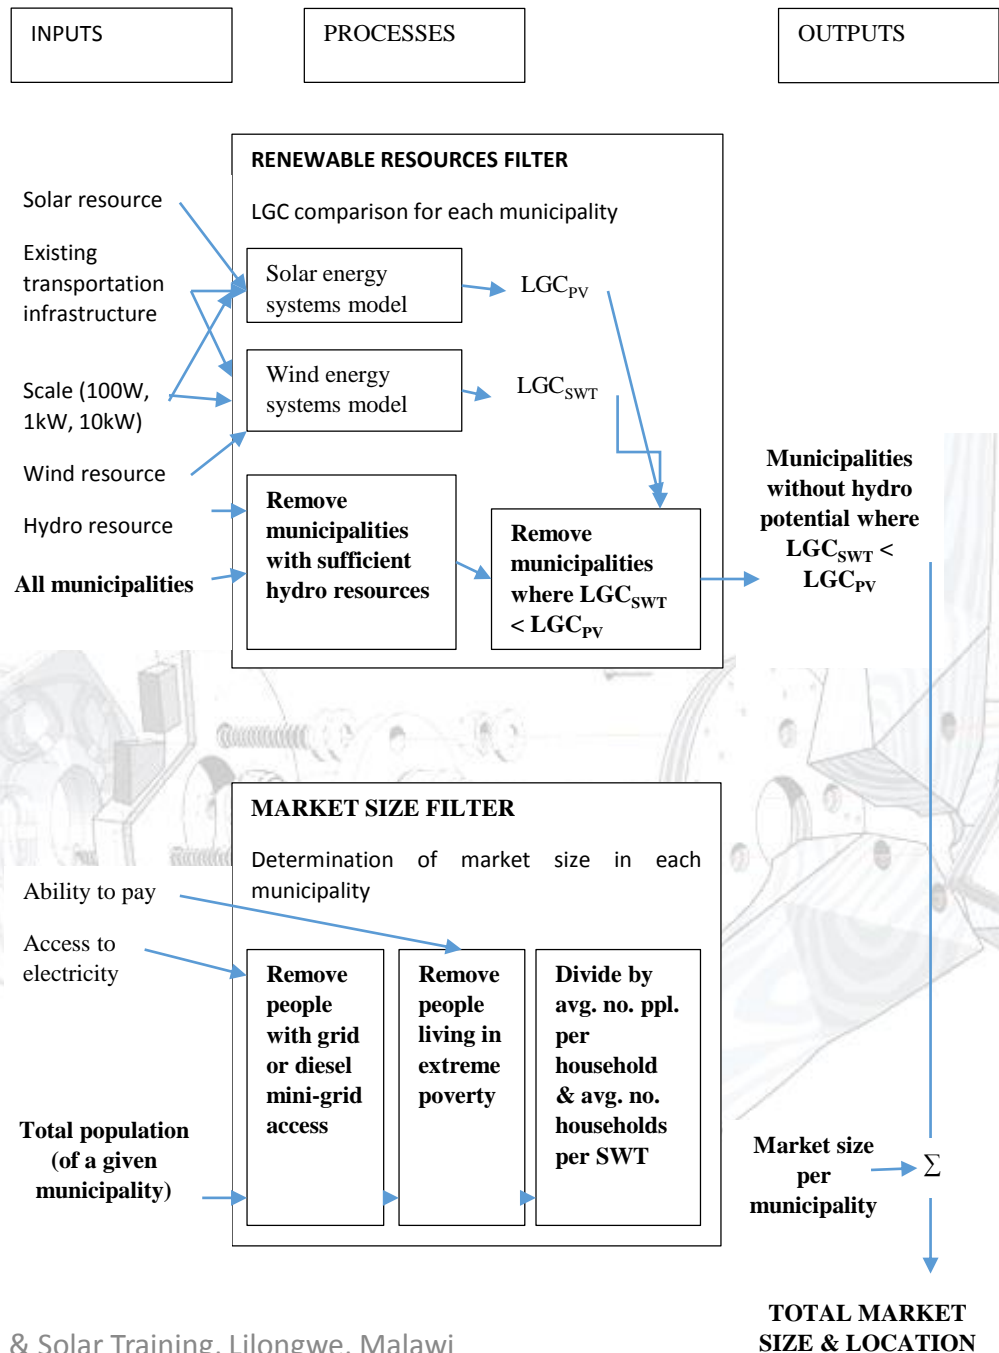 INPUTS
PROCESSES
OUTPUTS
RENEWABLE RESOURCES FILTER
LGC comparison for each municipality
Solar resource
Existing
transportation
infrastructure
Scale (100W,
1kW, 10kW)
Wind resource
Hydro resource
All municipalities
Solar energy
systems model
LGCPV
Wind energy
systems model
LGCSWT
Remove
municipalities
with sufficient
hydro resources
Remove
municipalities
where LGCSWT
< LGCPV
Municipalities
without hydro
potential where
LGCSWT <
LGCPV
MARKET SIZE FILTER
Determination of market size in each
municipality
Ability to pay
Access to
electricity
Total population
(of a given
municipality)
Remove
people
with grid
or diesel
mini-grid
access
Remove
people
living in
extreme
poverty
Divide by
avg. no. ppl.
per
household
& avg. no.
households
per SWT
Market size
per
municipality
∑
TOTAL MARKET
SIZE & LOCATION
& Solar Training, Lilongwe, Malawi